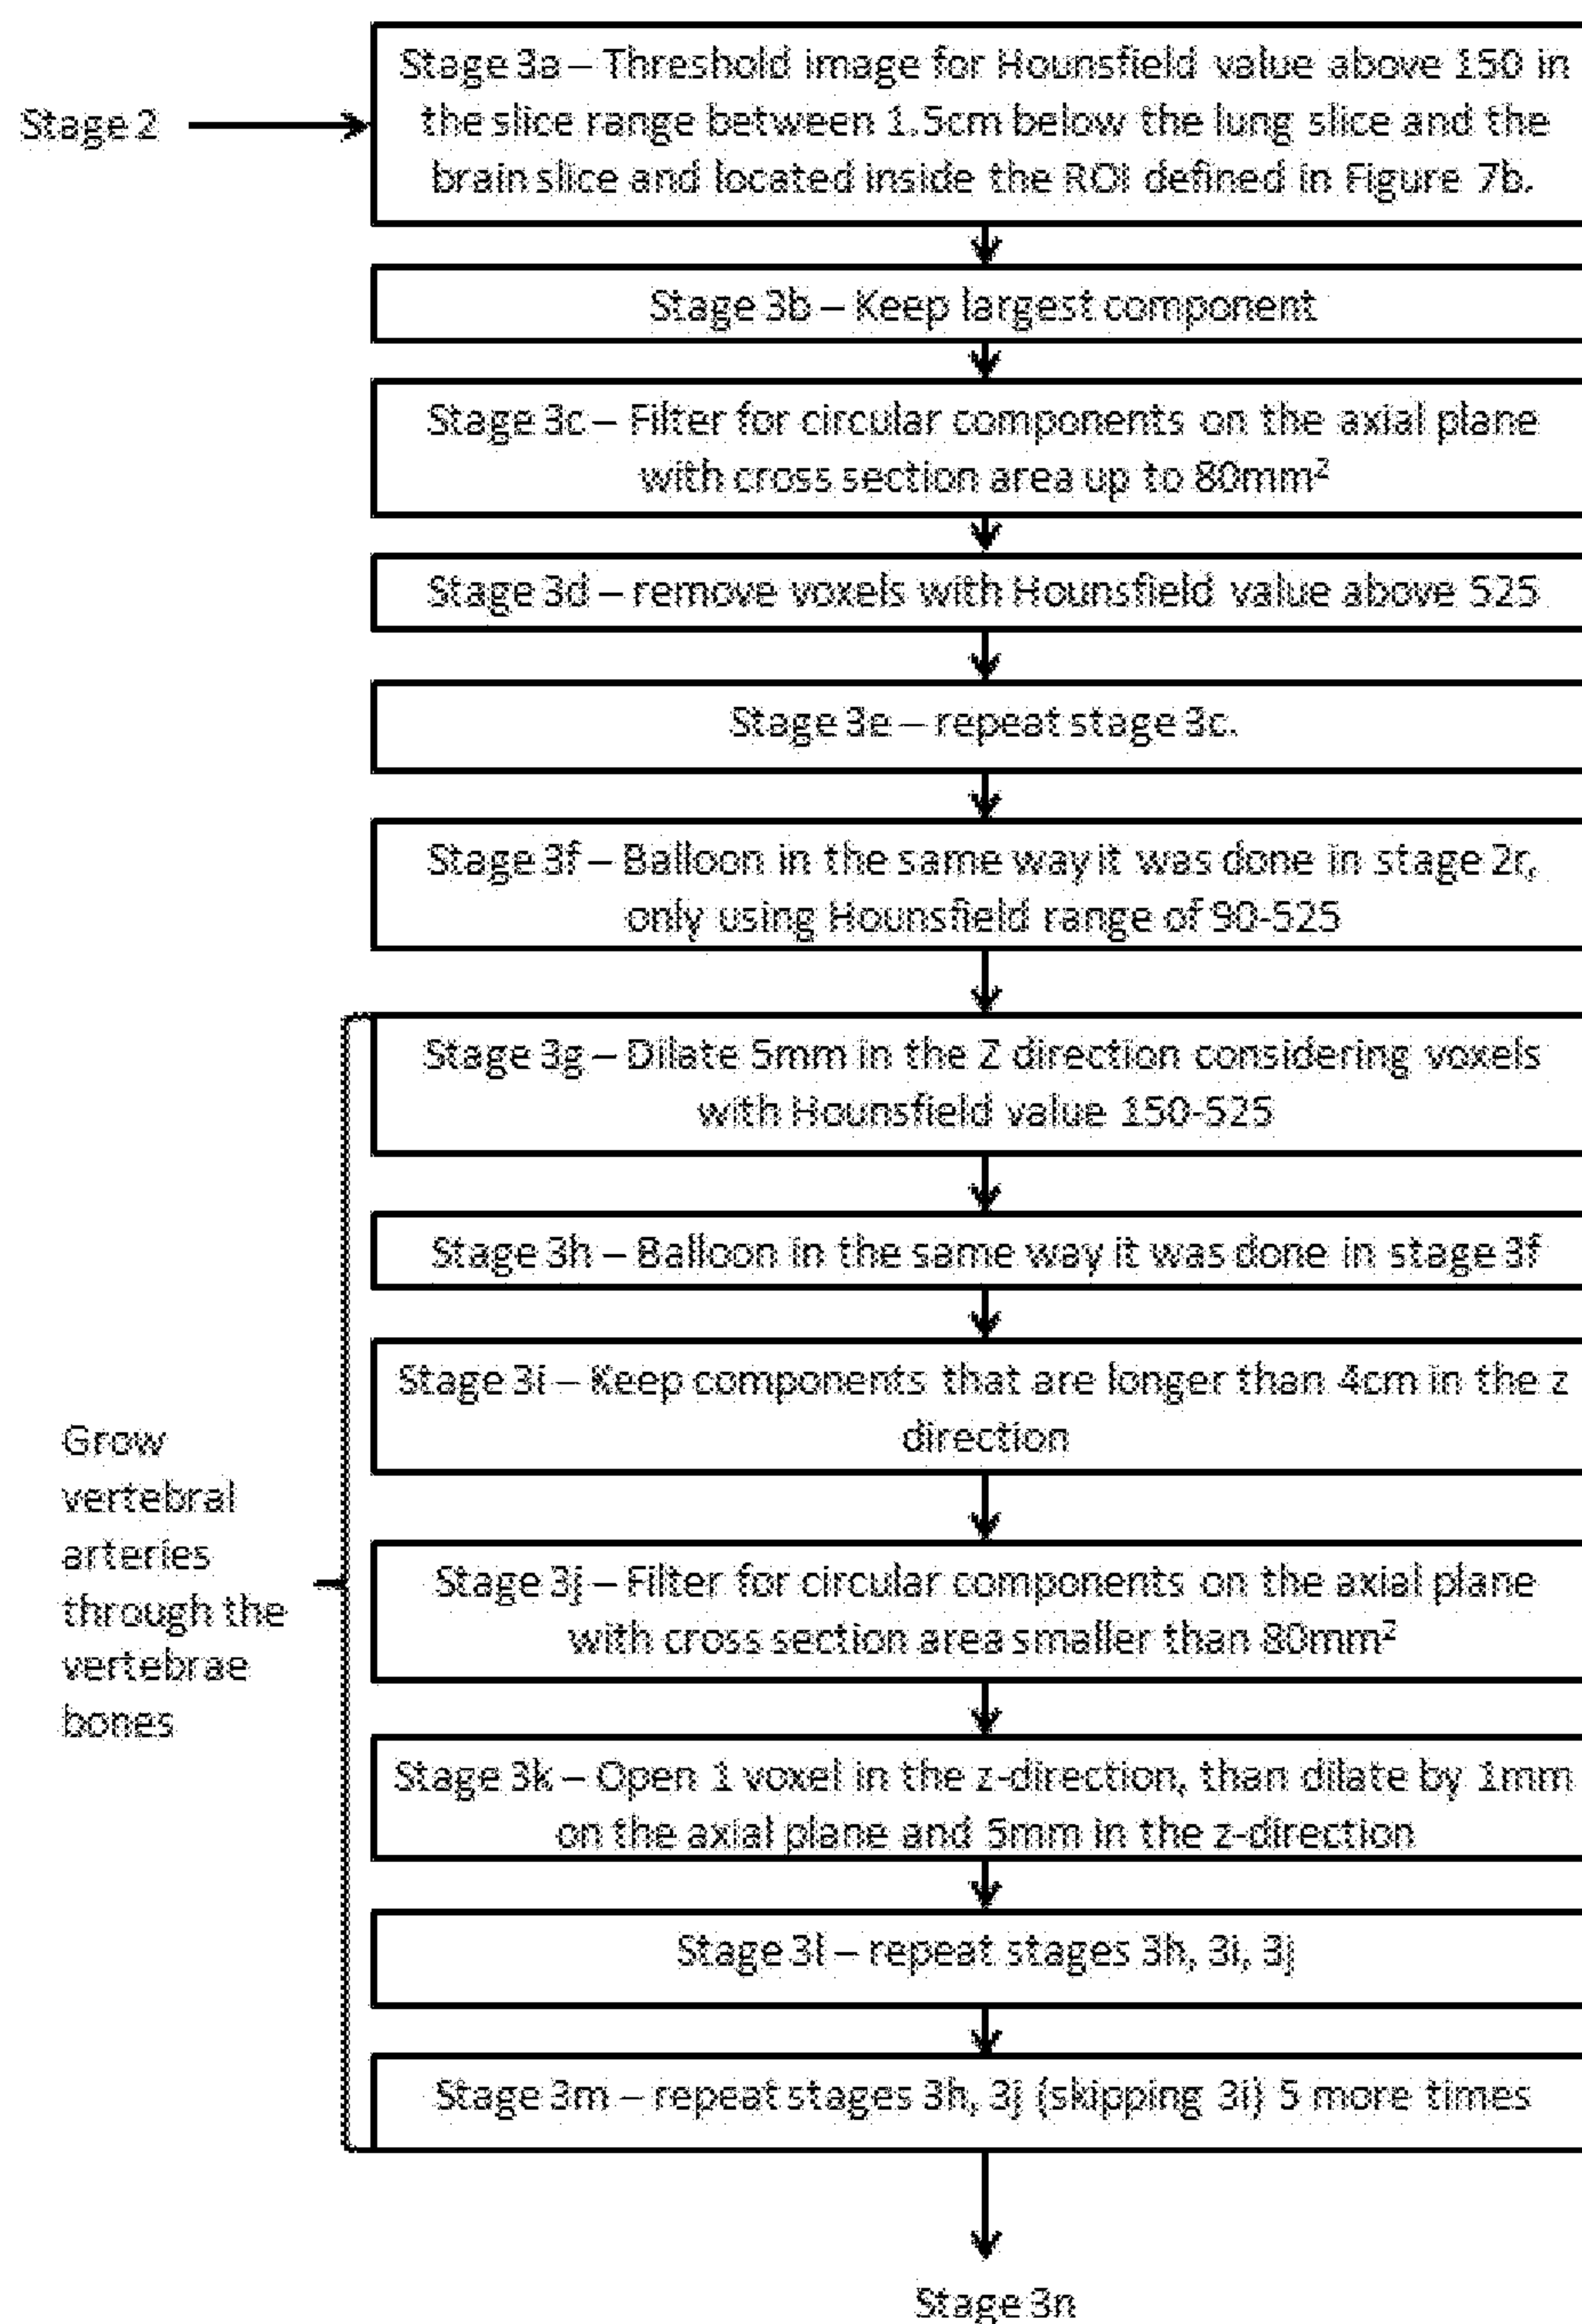 Stage 2
Stage 3a – Threshold image for Hounsfield value above 150 in
the slice range between 1.5cm below the lung slice and the
brain slice and located inside the ROI defined in Figure 7b.
Stage 3b – Keep largest component
Stage 3c – Filter for circular components on the axial plane
with cross section area up to 80mm²
Stage 3d – remove voxels with Hounsfield value above 525
Stage 3e – repeat stage 3c.
Stage 3f – Balloon in the same way it was done in stage 2r,
only using Hounsfield range of 90-525
Grow
vertebral
arteries
through the
vertebrae
bones
Stage 3g – Dilate 5mm in the Z direction considering voxels
with Hounsfield value 150-525
Stage 3h – Balloon in the same way it was done in stage 3f
Stage 3i – Keep components that are longer than 4cm in the z
direction
Stage 3j – Filter for circular components on the axial plane
with cross section area smaller than 80mm²
Stage 3k – Open 1 voxel in the z-direction, than dilate by 1mm
on the axial plane and 5mm in the z-direction
Stage 3l – repeat stages 3h, 3i, 3j
Stage 3m – repeat stages 3h, 3j (skipping 3i) 5 more times
Stage 3n